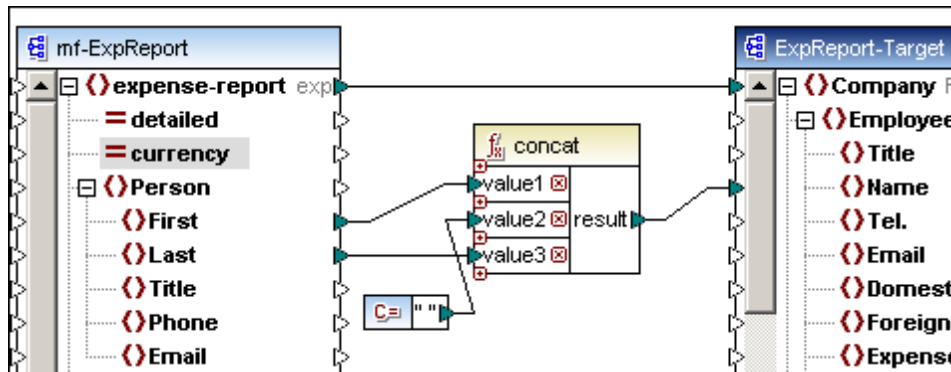 mf-ExpReport
expense-report exp
detailed
currency
Person
First
Last
Title
Phone
Email
concat
value1
value2 result
value3
C= " "
ExpReport-Target
Company F
Employee
Title
Name
Tel.
Email
Domest
Foreign
Expense